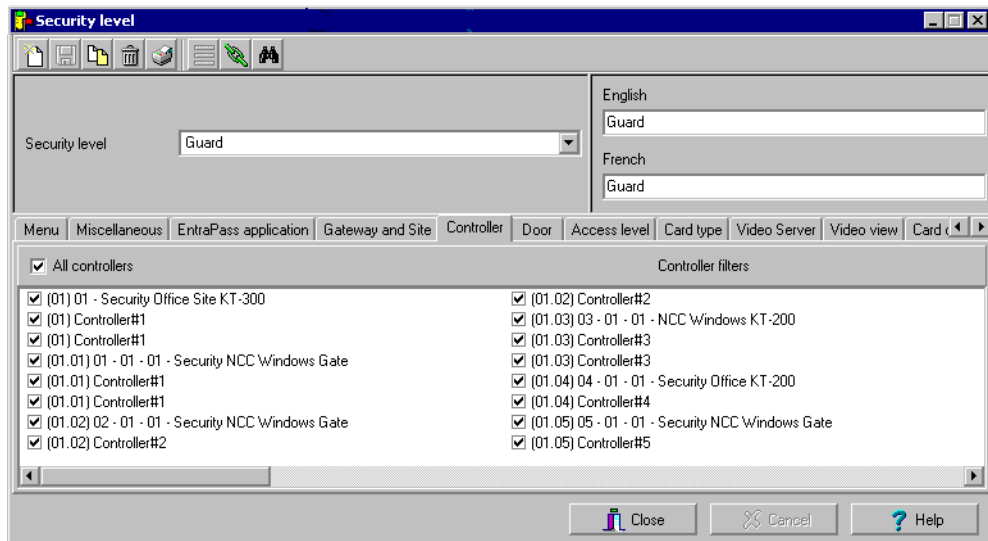 Security level
English
Guard
Security level
Guard
French
Guard
Menu
Miscellaneous
EntraPass application
Gateway and Site
Controller
Door
Access level
Card type
Video Server
Video view
Card
All controllers
Controller filters
(01) 01 - Security Office Site KT-300
(01) Controller#1
(01) Controller#1
(01.01) 01 - 01 - 01 - Security NCC Windows Gate
(01.01) Controller#1
(01.01) Controller#1
(01.02) 02 - 01 - 01 - Security NCC Windows Gate
(01.02) Controller#2
(01.02) Controller#2
(01.03) 03 - 01 - 01 - NCC Windows KT-200
(01.03) Controller#3
(01.03) Controller#3
(01.04) 04 - 01 - 01 - Security Office KT-200
(01.04) Controller#4
(01.05) 05 - 01 - 01 - Security NCC Windows Gate
(01.05) Controller#5
Close
Cancel
Help